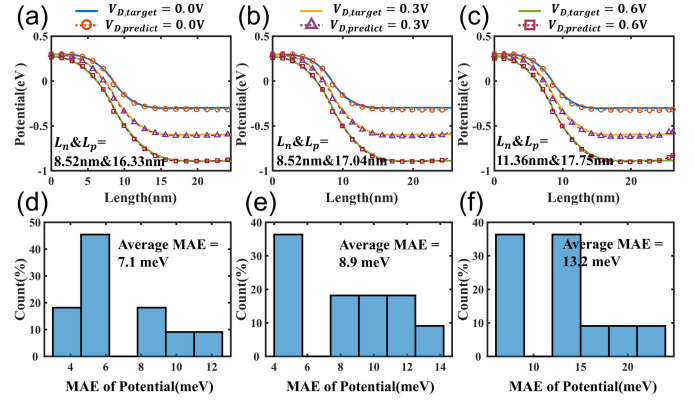 (a)
V_D,target = 0.0V
V_D,predict = 0.0V
(b)
V_D,target = 0.3V
V_D,predict = 0.3V
(c)
V_D,target = 0.6V
V_D,predict = 0.6V
Potential(eV)
0.5
0
-0.5
-1
L_n&L_p=
8.52nm&16.33nm
0 5 10 15 20
Length(nm)
Potential(eV)
0.5
0
-0.5
-1
L_n&L_p=
8.52nm&17.04nm
0 10 20
Length(nm)
Potential(eV)
0.5
0
-0.5
-1
L_n&L_p=
11.36nm&17.75nm
0 10 20
Length(nm)
(d)
Count(%)
50
40
30
20
10
0
Average MAE =
7.1 meV
4 6 8 10 12
MAE of Potential(meV)
(e)
Count(%)
40
30
20
10
0
Average MAE =
8.9 meV
4 6 8 10 12 14
MAE of Potential(meV)
(f)
Count(%)
40
30
20
10
0
Average MAE =
13.2 meV
10 15 20
MAE of Potential(meV)